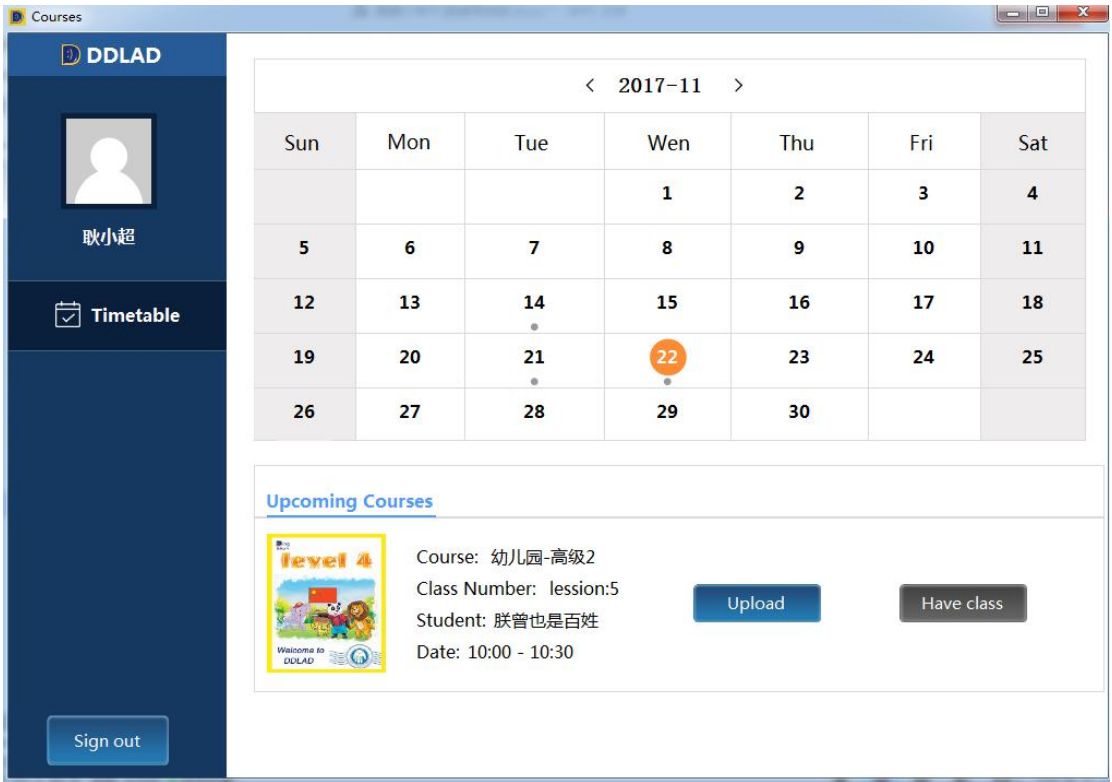 Courses
DDLAD
耿小超
Timetable
Sign out
< 2017-11 >
Sun Mon Tue Wen Thu Fri Sat
1 2 3 4
5 6 7 8 9 10 11
12 13 14 15 16 17 18
19 20 21 22 23 24 25
26 27 28 29 30
Upcoming Courses
level 4
Welcome to
DDLAD
Course: 幼儿园-高级2
Class Number: lession:5
Student: 朕曾也是百姓
Date: 10:00 - 10:30
Upload
Have class